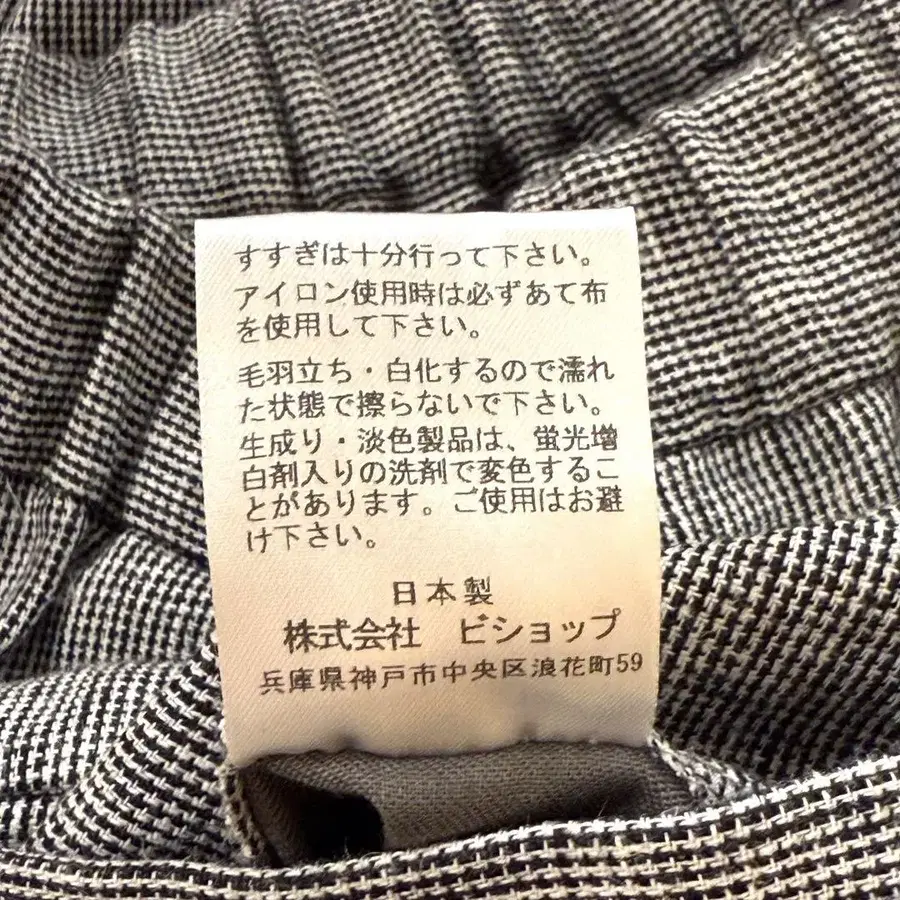 すすぎは十分行って下さい。
アイロン使用時は必ずあて布
を使用して下さい。
毛羽立ち・白化するので濡れ
た状態で擦らないで下さい。
生成り・淡色製品は、蛍光増
白剤入りの洗剤で変色するこ
とがあります。ご使用はお避
け下さい。
日本製
株式会社　ビショップ
兵庫県神戸市中央区浪花町59